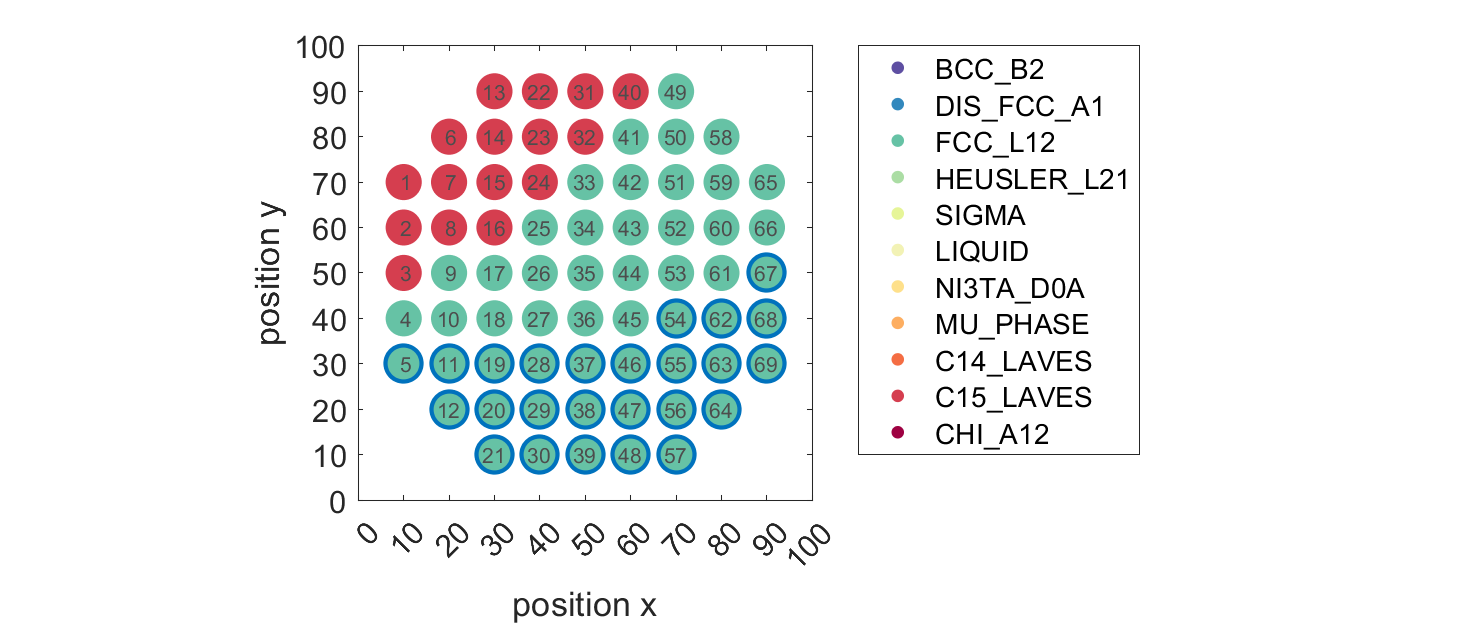 100
90
80
70
60
50
40
30
20
10
0
position y
13 22 31 40 49
6 14 23 32 41 50 58
1 7 15 24 33 42 51 59 65
2 8 16 25 34 43 52 60 66
3 9 17 26 35 44 53 61 67
4 10 18 27 36 45 54 62 68
5 11 19 28 37 46 55 63 69
12 20 29 38 47 56 64
21 30 39 48 57
0 10 20 30 40 50 60 70 80 90 100
position x
BCC_B2
DIS_FCC_A1
FCC_L12
HEUSLER_L21
SIGMA
LIQUID
NI3TA_D0A
MU_PHASE
C14_LAVES
C15_LAVES
CHI_A12